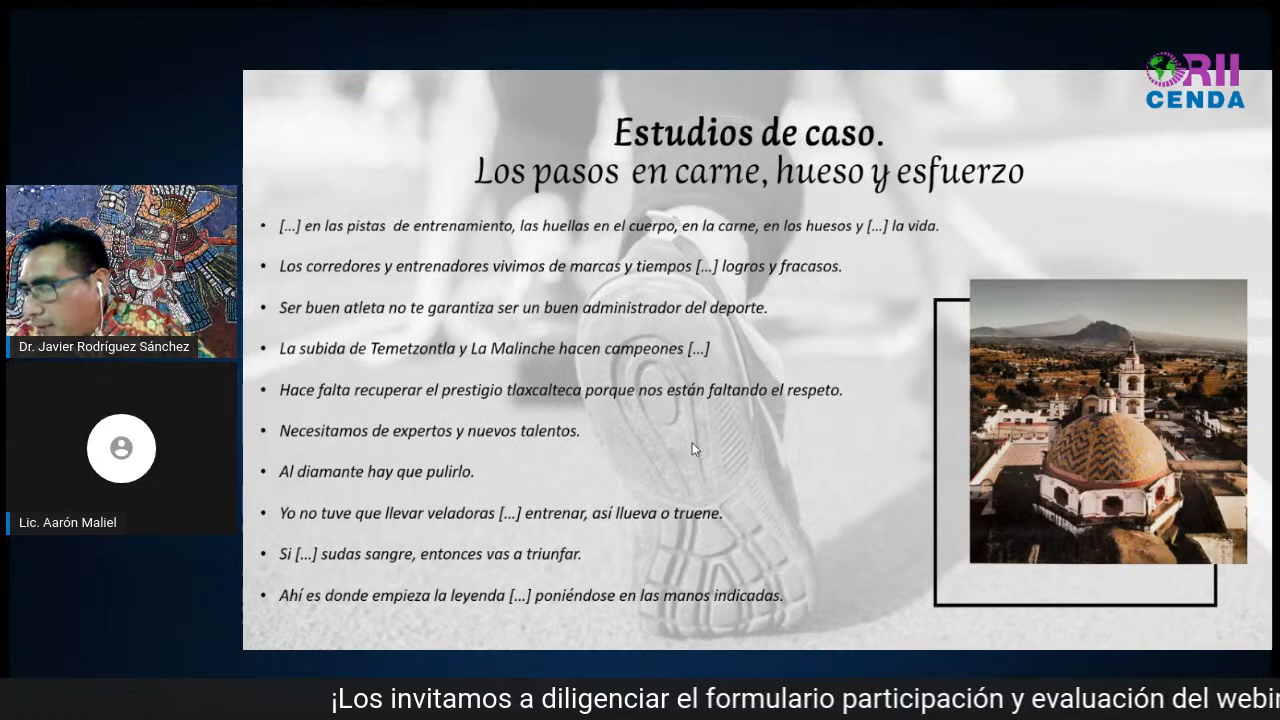 ORII
CENDA
Estudios de caso.
Los pasos en carne, hueso y esfuerzo
• […] en las pistas de entrenamiento, las huellas en el cuerpo, en la carne, en los huesos y […] la vida.
• Los corredores y entrenadores vivimos de marcas y tiempos […] logros y fracasos.
• Ser buen atleta no te garantiza ser un buen administrador del deporte.
• La subida de Temetzontla y La Malinche hacen campeones […]
• Hace falta recuperar el prestigio tlaxcalteca porque nos están faltando el respeto.
• Necesitamos de expertos y nuevos talentos.
• Al diamante hay que pulirlo.
• Yo no tuve que llevar veladoras […] entrenar, así llueva o truene.
• Si […] sudas sangre, entonces vas a triunfar.
• Ahí es donde empieza la leyenda […] poniéndose en las manos indicadas.
Dr. Javier Rodríguez Sánchez
Lic. Aarón Maliel
¡Los invitamos a diligenciar el formulario participación y evaluación del